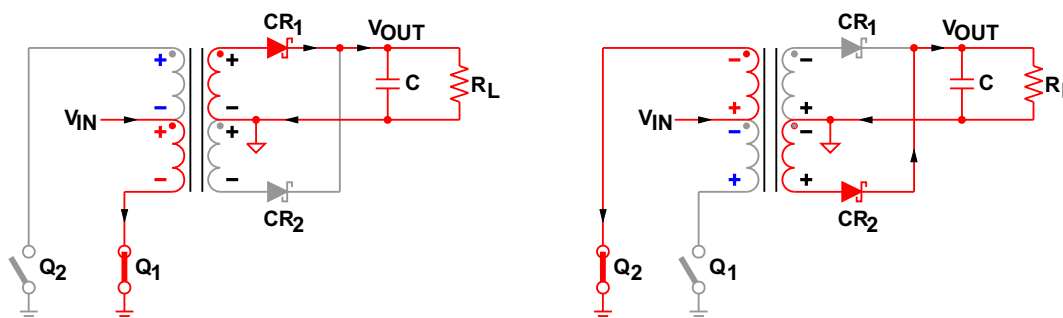 CR1
VOUT
+
+
C
RL
-
-
VIN
+
+
-
-
CR2
Q2
Q1
CR1
VOUT
-
-
C
+
+
VIN
-
-
+
+
CR2
Q2
Q1